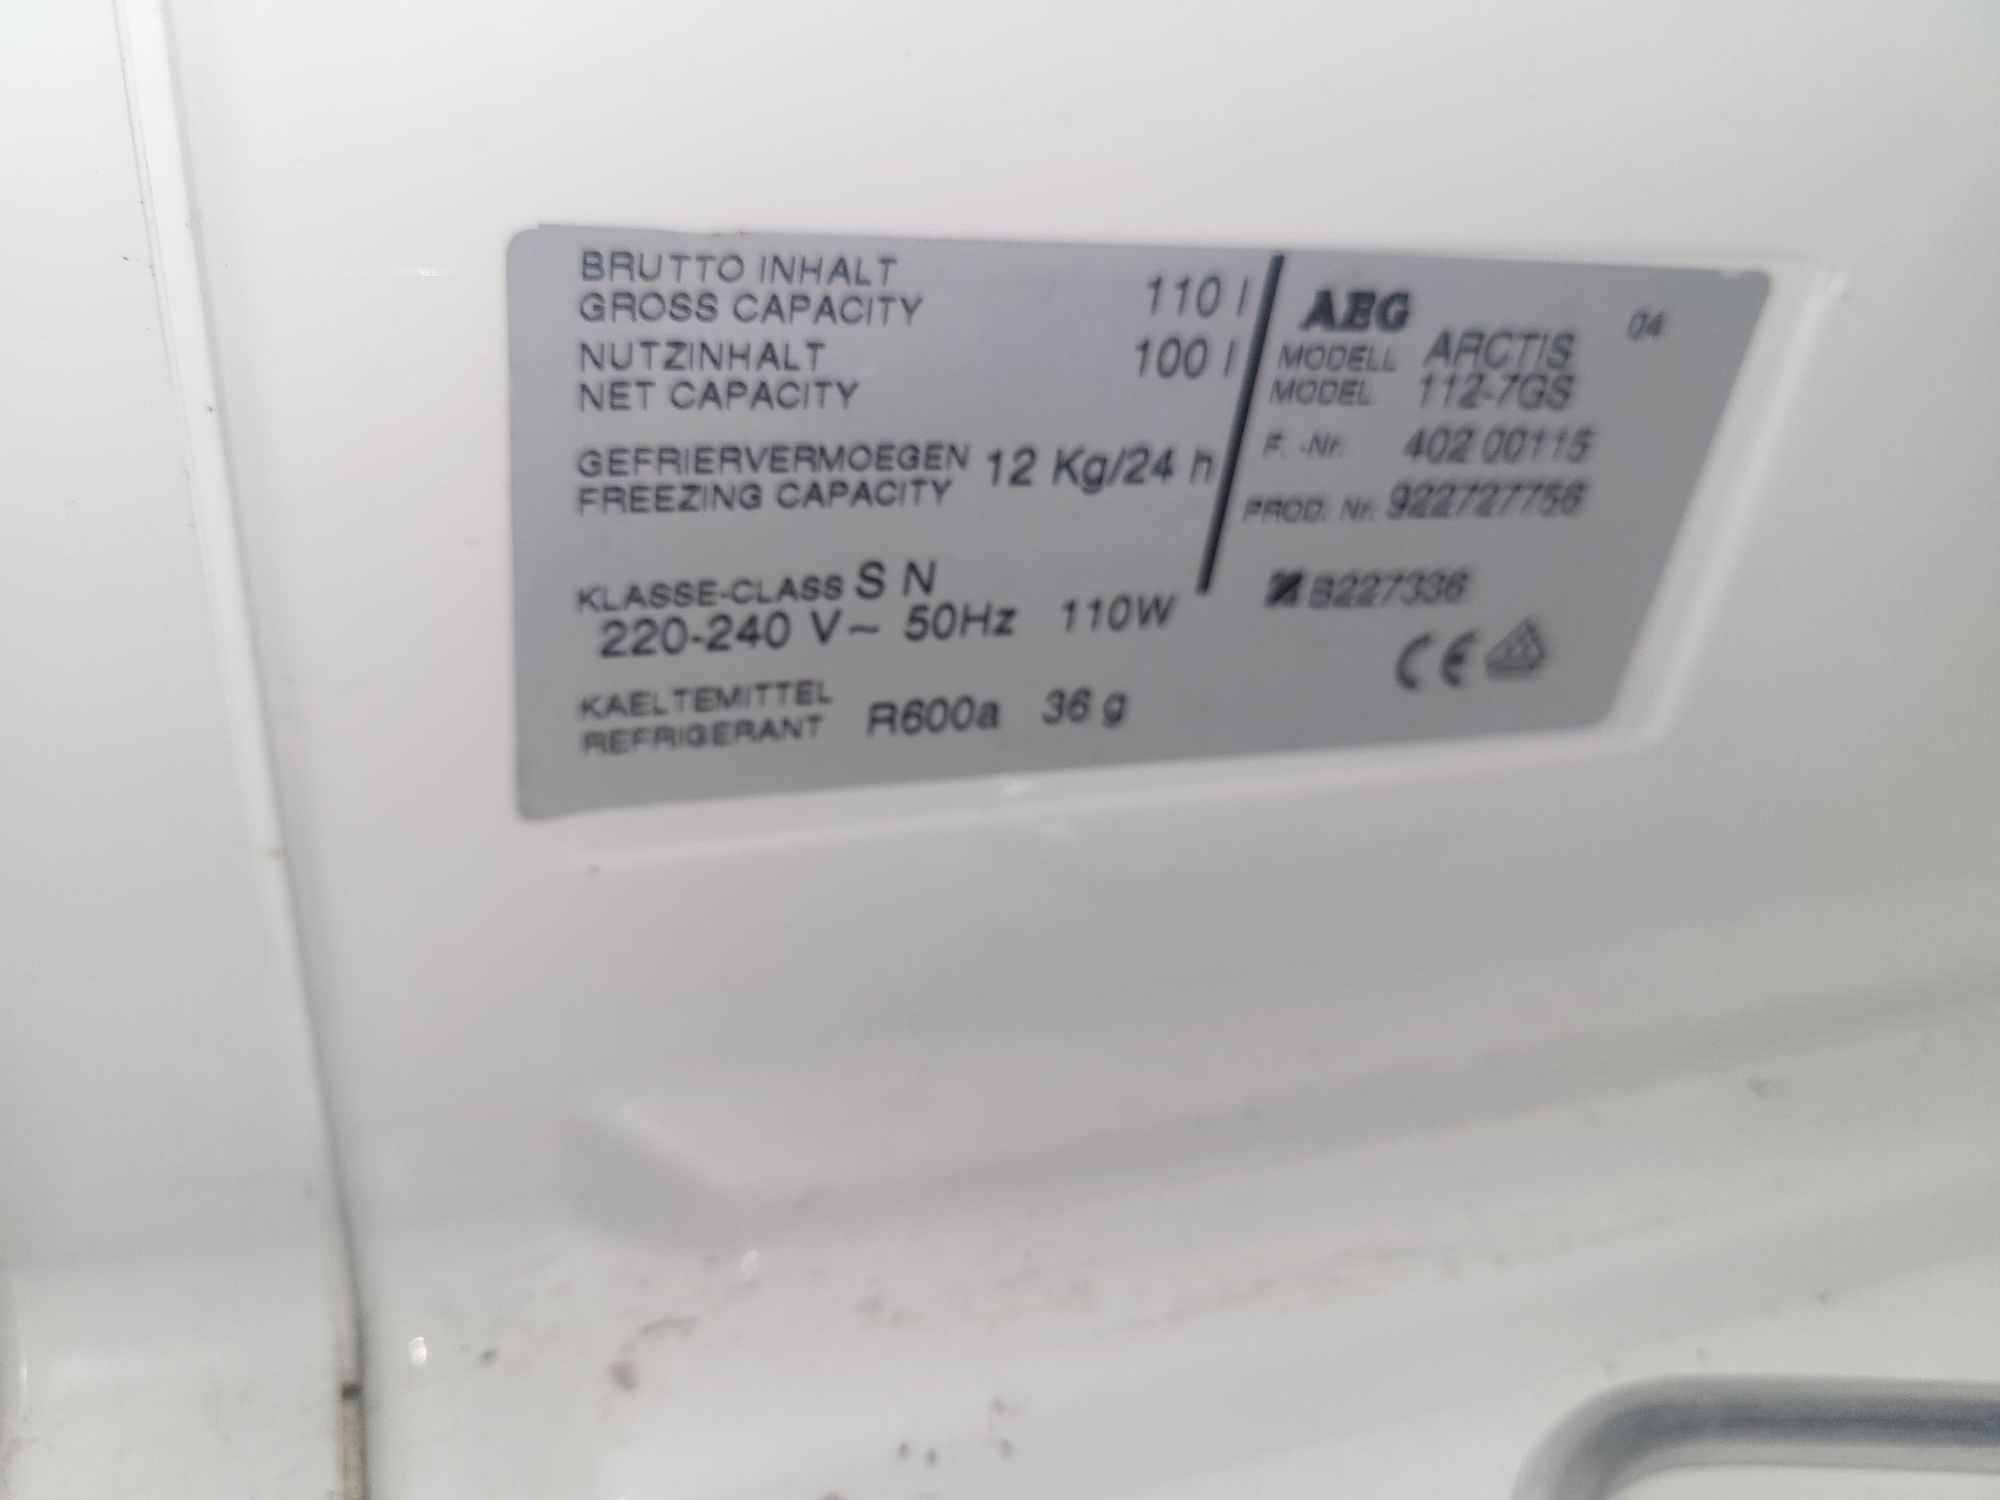 BRUTTO INHALT
GROSS CAPACITY 110 l
NUTZINHALT
NET CAPACITY 100 l
GEFRIERVERMOEGEN
FREEZING CAPACITY 12 Kg/24 h
KLASSE-CLASS S N
220-240 V~ 50Hz 110W
KAELTEMITTEL
REFRIGERANT R600a 36 g
AEG 04
MODELL ARCTIS
MODEL 112-7GS
F.-Nr. 402 00115
PROD. Nr. 922727756
8227336
CE